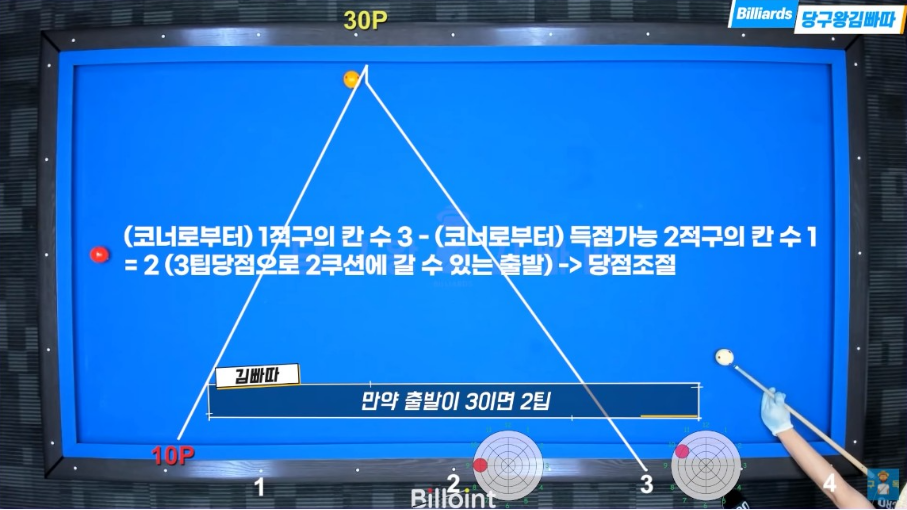 30P
Billiards
당구왕김빠따
(코너로부터) 1적구의 칸 수 3 - (코너로부터) 득점가능 2적구의 칸 수 1
= 2 (3팁당점으로 2쿠션에 갈 수 있는 출발) -> 당점조절
김빠따
만약 출발이 3이면 2팁
10P
1
2
3
4
Billoint